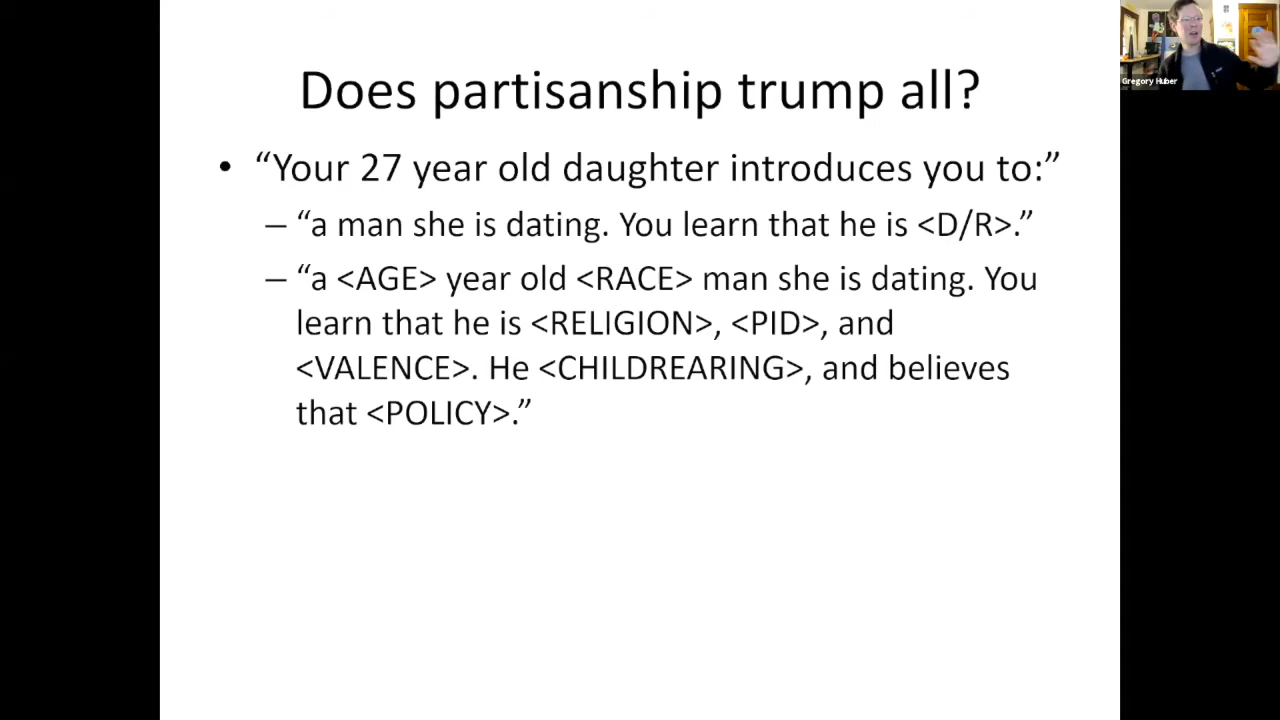 Does partisanship trump all?
• “Your 27 year old daughter introduces you to:”
– “a man she is dating. You learn that he is <D/R>.”
– “a <AGE> year old <RACE> man she is dating. You
learn that he is <RELIGION>, <PID>, and
<VALENCE>. He <CHILDREARING>, and believes
that <POLICY>.”
Gregory Huber